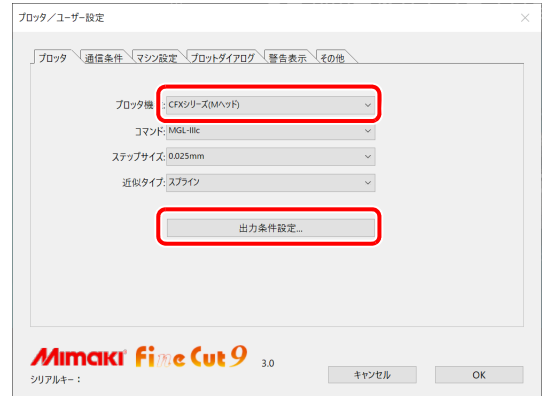 プロッタ／ユーザー設定
プロッタ 通信条件 マシン設定 プロットダイアログ 警告表示 その他
プロッタ機 : CFXシリーズ(Mヘッド)
コマンド: MGL-IIIc
ステップサイズ: 0.025mm
近似タイプ: スプライン
出力条件設定...
Mimaki Fine Cut 9 3.0
シリアルキー：
キャンセル OK